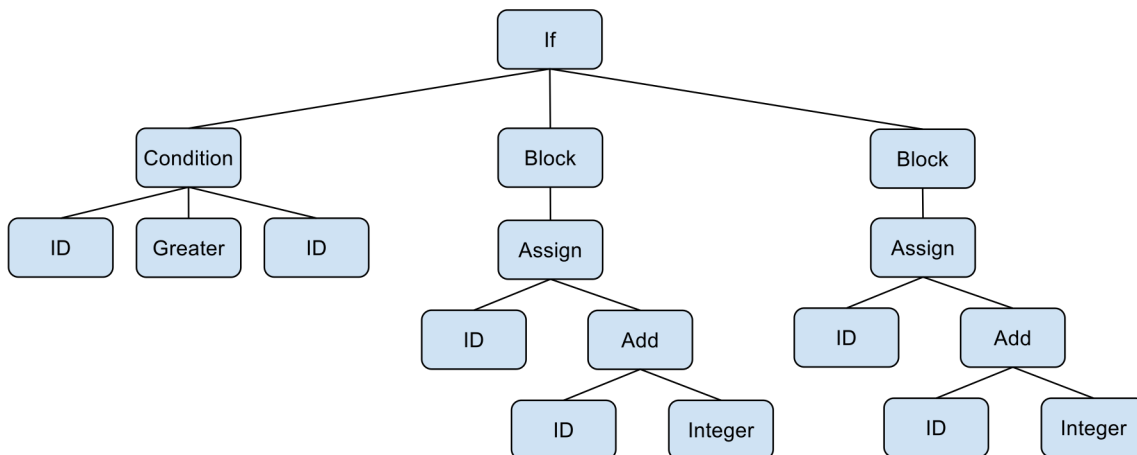 If
Condition Block Block
ID Greater ID Assign Assign
ID Add ID Add
ID Integer ID Integer